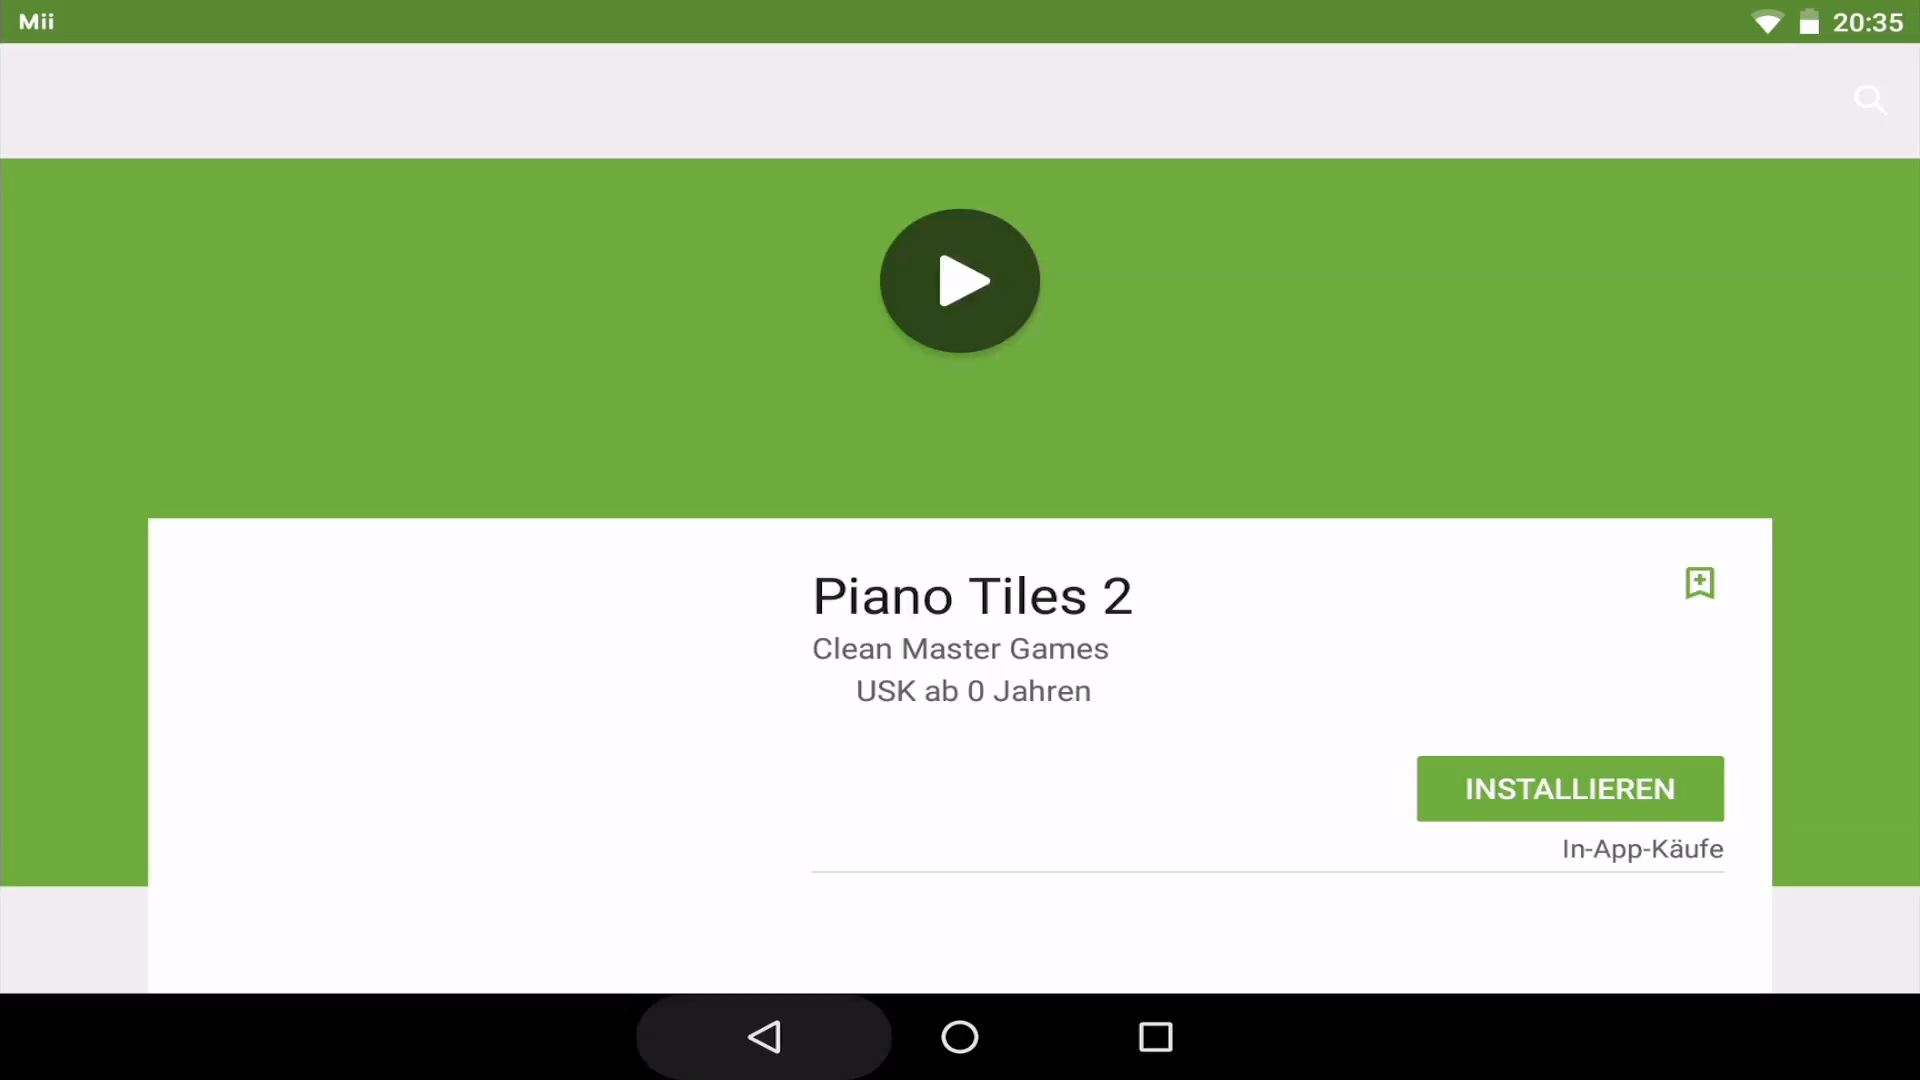 Mii
20:35
Piano Tiles 2
Clean Master Games
USK ab 0 Jahren
INSTALLIEREN
In-App-Käufe